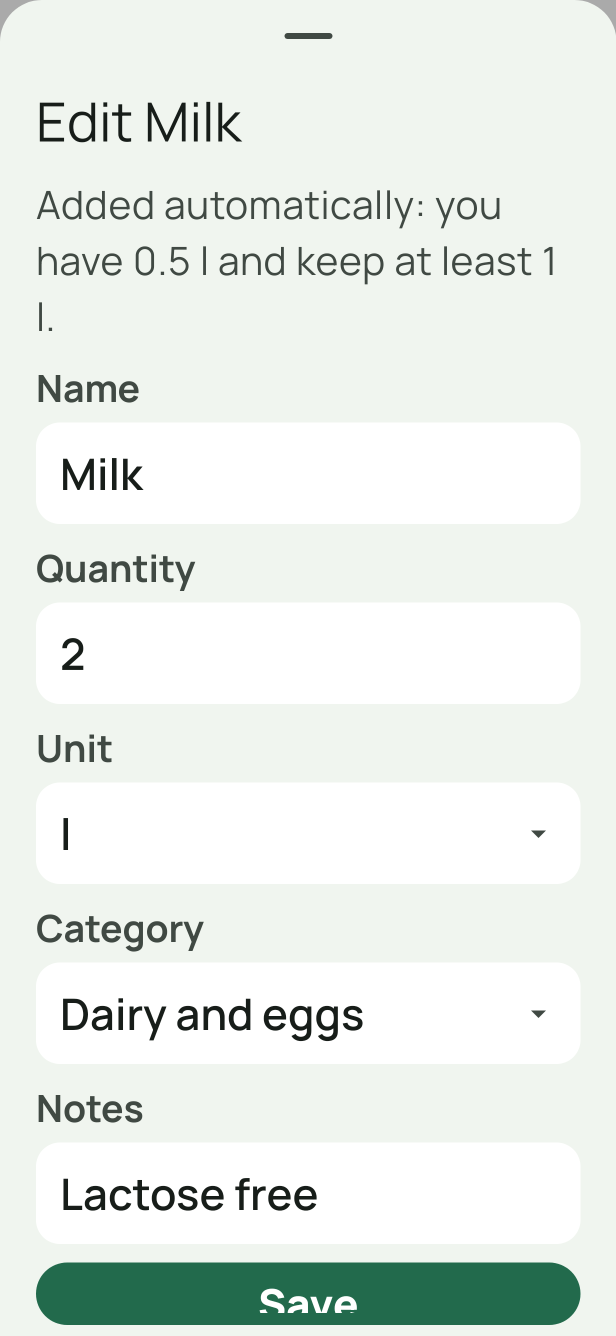 Edit Milk
Added automatically: you
have 0.5 l and keep at least 1
l.
Name
Milk
Quantity
2
Unit
l
Category
Dairy and eggs
Notes
Lactose free
Save